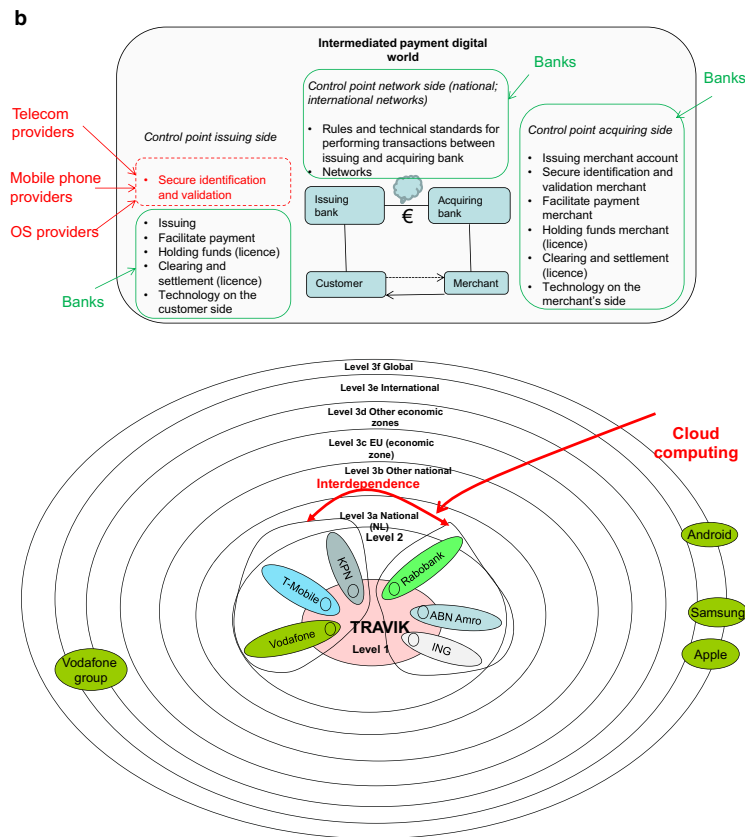 b
Intermediated payment digital
world
Banks
Banks
Control point network side (national;
international networks)
• Rules and technical standards for
performing transactions between
issuing and acquiring bank
• Networks
Telecom
providers
Mobile phone
providers
OS providers
Control point issuing side
• Secure identification
and validation
• Issuing
• Facilitate payment
• Holding funds (licence)
• Clearing and
settlement (licence)
• Technology on the
customer side
Banks
Issuing
bank
€
Acquiring
bank
Customer
Merchant
Control point acquiring side
• Issuing merchant account
• Secure identification and
validation merchant
• Facilitate payment
merchant
• Holding funds merchant
(licence)
• Clearing and settlement
(licence)
• Technology on the
merchant's side
Level 3f Global
Level 3e International
Level 3d Other economic
zones
Level 3c EU (economic
zone)
Level 3b Other national
Interdependence
Level 3a National
(NL)
Level 2
Cloud
computing
KPN
T-Mobile
Vodafone
Rabobank
ABN Amro
ING
TRAVIK
Level 1
Vodafone
group
Android
Samsung
Apple